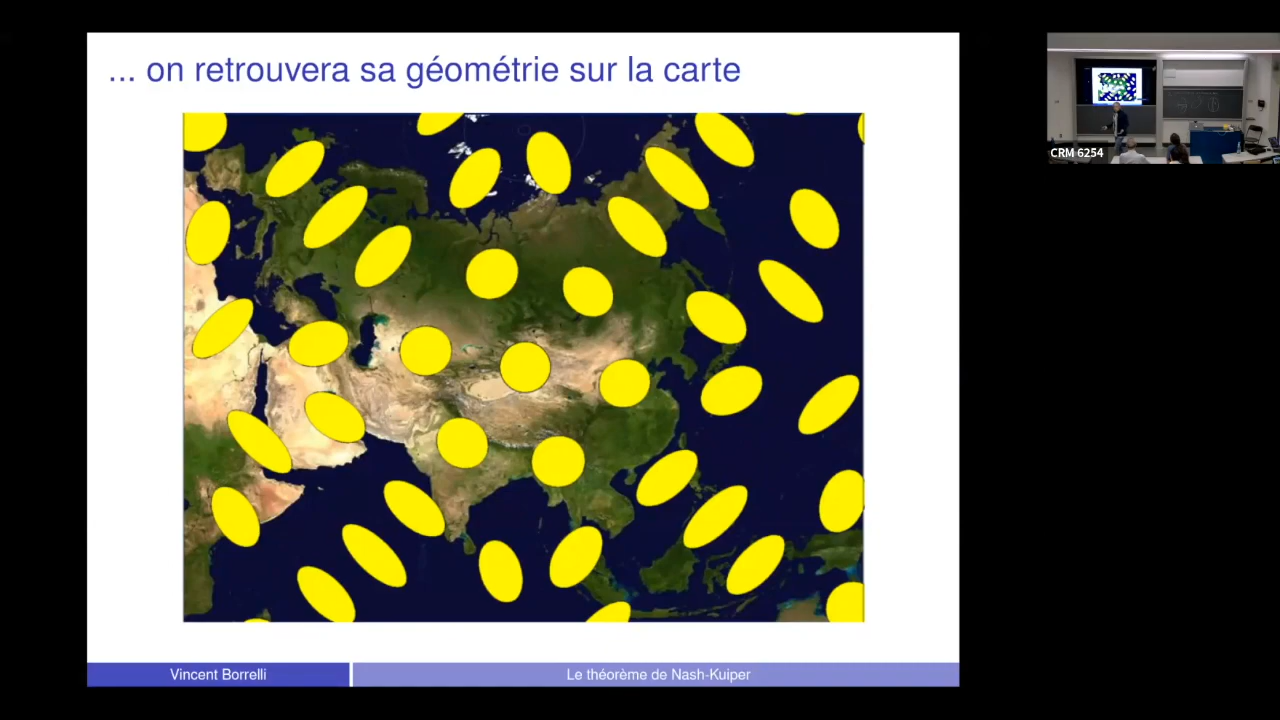 ... on retrouvera sa géométrie sur la carte
CRM 6254
Vincent Borrelli
Le théorème de Nash-Kuiper